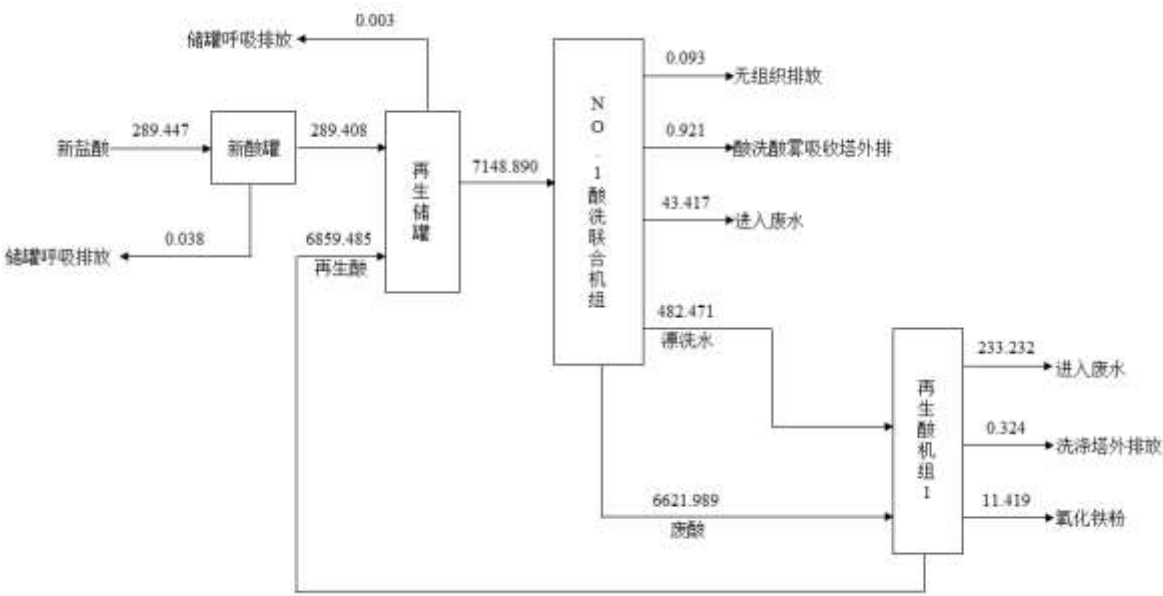 0.003
储罐呼吸排放
新盐酸
289.447
新酸罐
289.408
再生储罐
7148.890
NO.1酸洗联合机组
0.093
无组织排放
0.921
酸洗酸雾吸收塔外排
43.417
进入废水
0.038
储罐呼吸排放
6859.485
再生酸
482.471
漂洗水
再生酸机组1
233.232
进入废水
0.324
洗涤塔外排放
11.419
氧化铁粉
6621.989
废酸